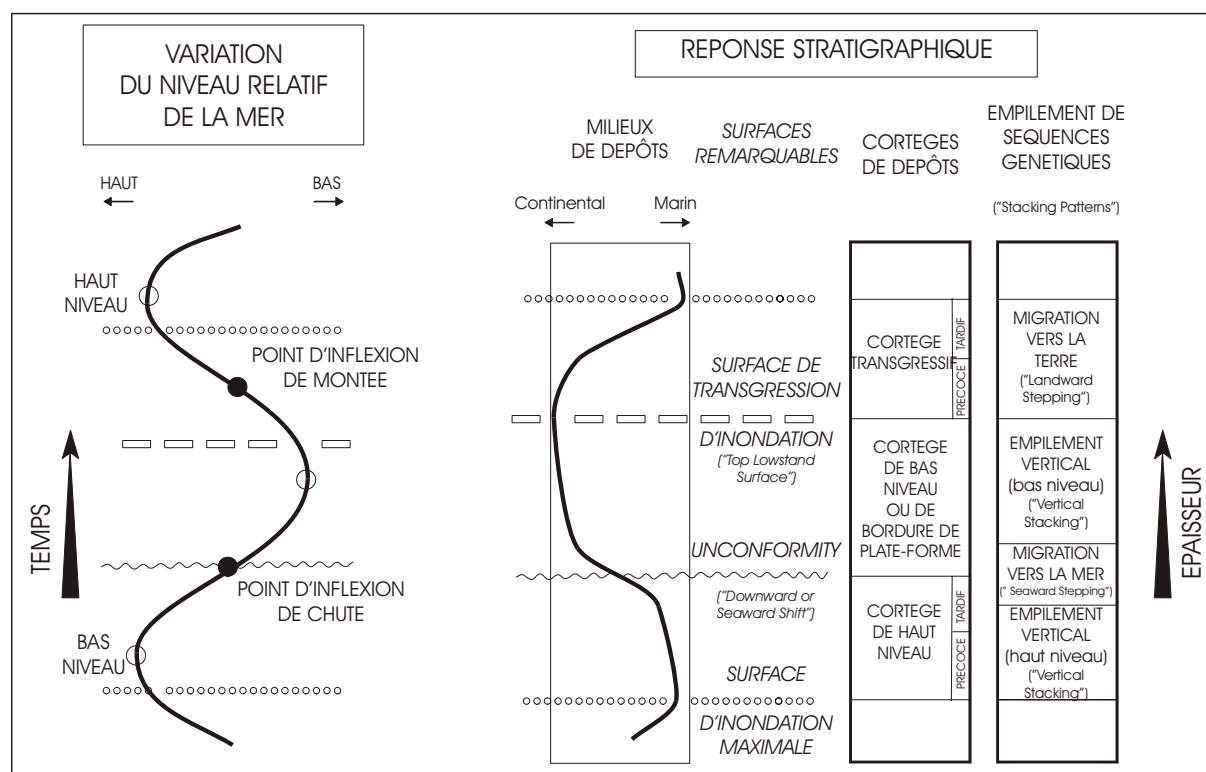 VARIATION
DU NIVEAU RELATIF
DE LA MER
HAUT
BAS
HAUT
NIVEAU
POINT D'INFLEXION
DE MONTEE
TEMPS
POINT D'INFLEXION
DE CHUTE
BAS
NIVEAU
REPONSE STRATIGRAPHIQUE
MILIEUX
DE DEPÔTS
Continental
Marin
SURFACES
REMARQUABLES
SURFACE DE
TRANSGRESSION
D'INONDATION
("Top Lowstand
Surface")
UNCONFORMITY
("Downward or
Seaward Shift")
SURFACE
D'INONDATION
MAXIMALE
CORTEGES
DE DEPÔTS
CORTEGE
TRANSGRESSIF
TARDIF
PRECOCE
CORTEGE
DE BAS
NIVEAU
OU DE
BORDURE DE
PLATE-FORME
CORTEGE
DE HAUT
NIVEAU
TARDIF
PRECOCE
EMPILEMENT DE
SEQUENCES
GENETIQUES
("Stacking Patterns")
MIGRATION
VERS LA
TERRE
("Landward
Stepping")
EMPILEMENT
VERTICAL
(bas niveau)
("Vertical
Stacking")
MIGRATION
VERS LA MER
(" Seaward Stepping")
EMPILEMENT
VERTICAL
(haut niveau)
("Vertical
Stacking")
EPAISSEUR